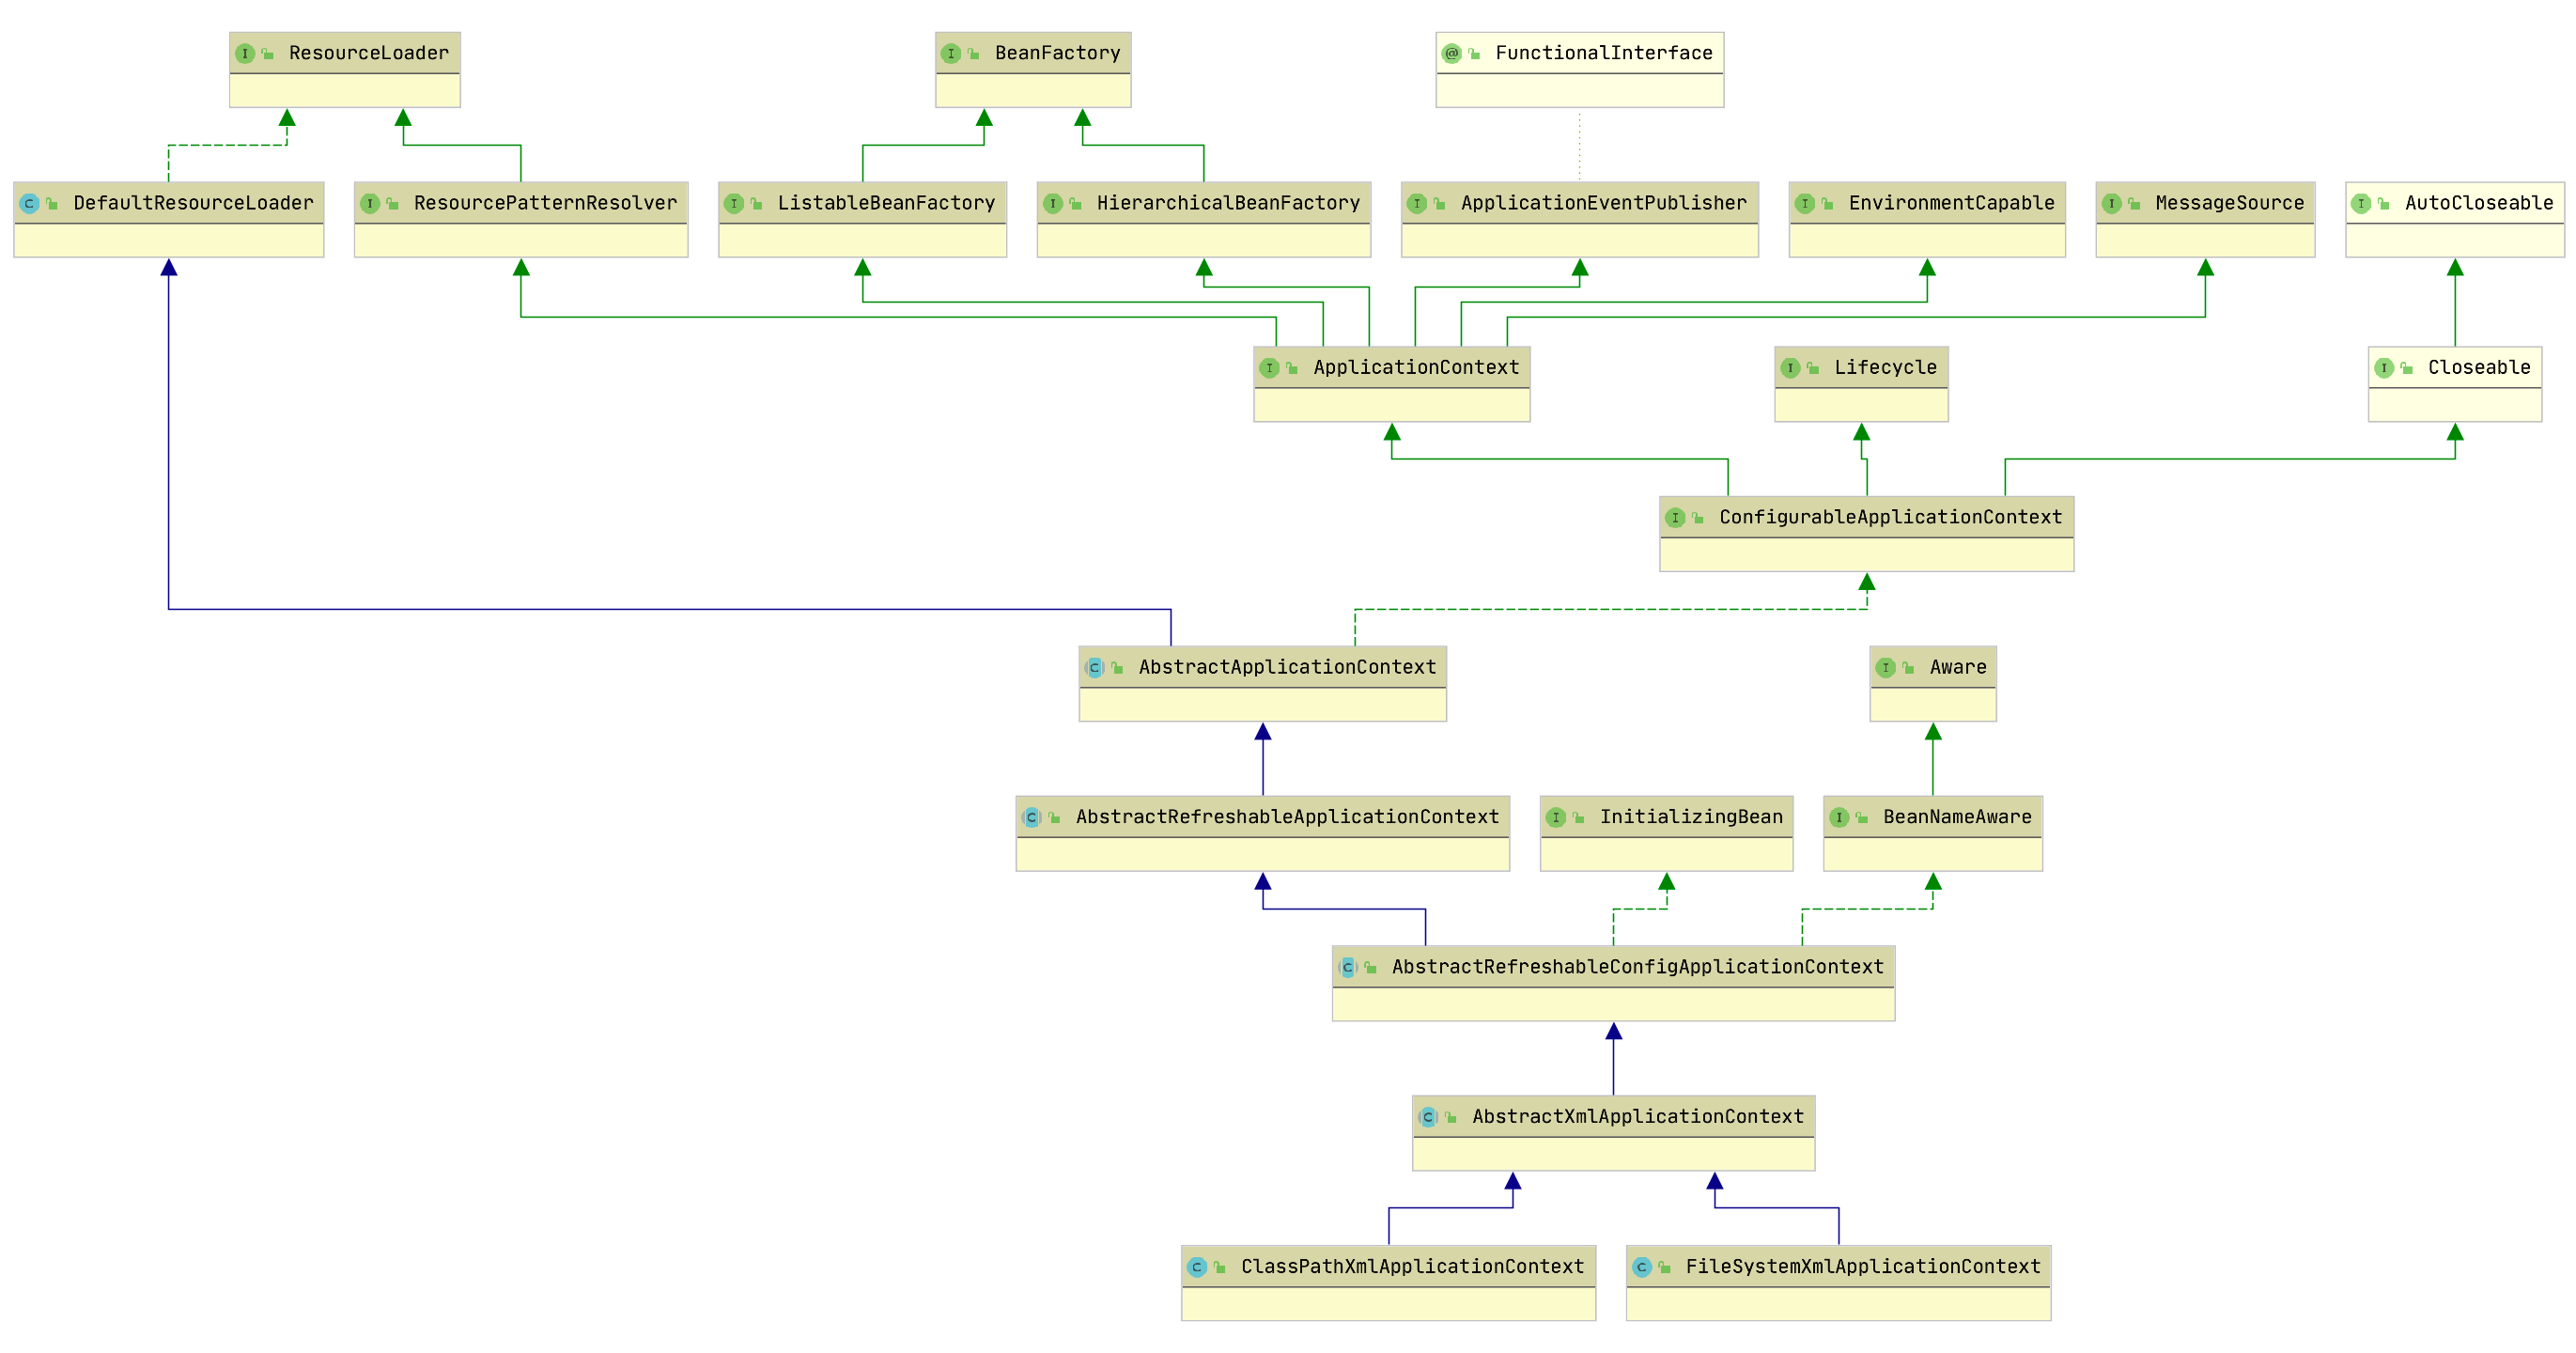 ResourceLoader
BeanFactory
FunctionalInterface
DefaultResourceLoader
ResourcePatternResolver
ListableBeanFactory
HierarchicalBeanFactory
ApplicationEventPublisher
EnvironmentCapable
MessageSource
AutoCloseable
ApplicationContext
Lifecycle
Closeable
ConfigurableApplicationContext
AbstractApplicationContext
Aware
AbstractRefreshableApplicationContext
InitializingBean
BeanNameAware
AbstractRefreshableConfigApplicationContext
AbstractXmlApplicationContext
ClassPathXmlApplicationContext
FileSystemXmlApplicationContext